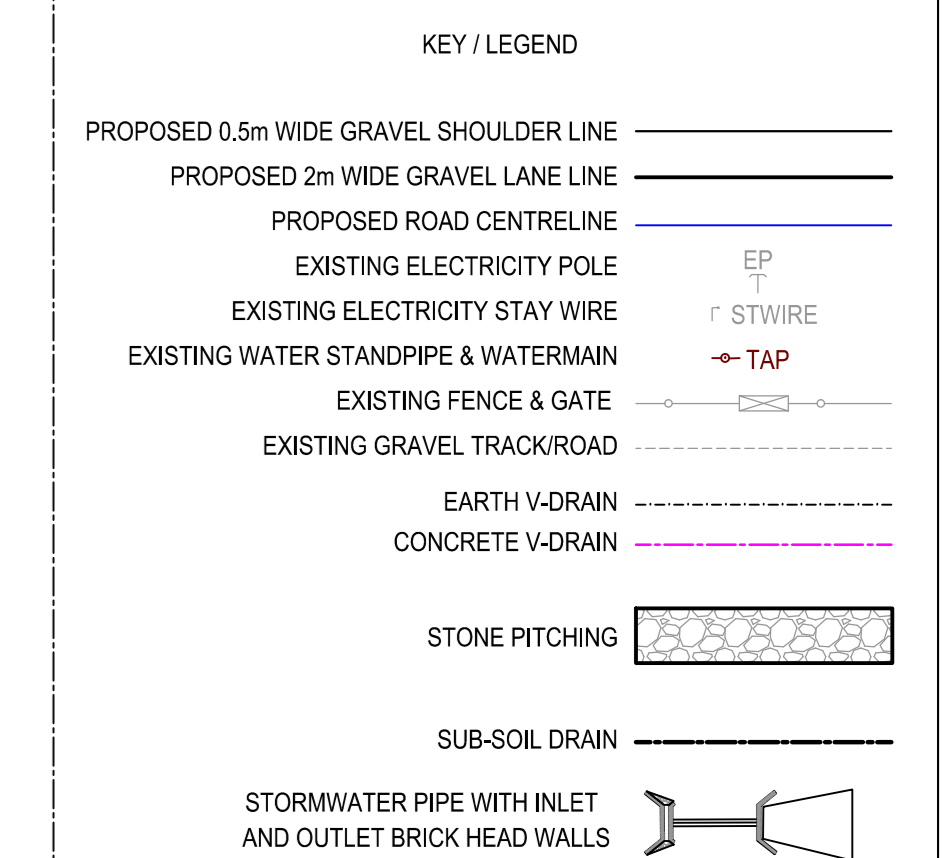 KEY / LEGEND
PROPOSED 0.5m WIDE GRAVEL SHOULDER LINE
PROPOSED 2m WIDE GRAVEL LANE LINE
PROPOSED ROAD CENTRELINE
EXISTING ELECTRICITY POLE EP
EXISTING ELECTRICITY STAY WIRE STWIRE
EXISTING WATER STANDPIPE & WATERMAIN TAP
EXISTING FENCE & GATE
EXISTING GRAVEL TRACK/ROAD
EARTH V-DRAIN
CONCRETE V-DRAIN
STONE PITCHING
SUB-SOIL DRAIN
STORMWATER PIPE WITH INLET
AND OUTLET BRICK HEAD WALLS